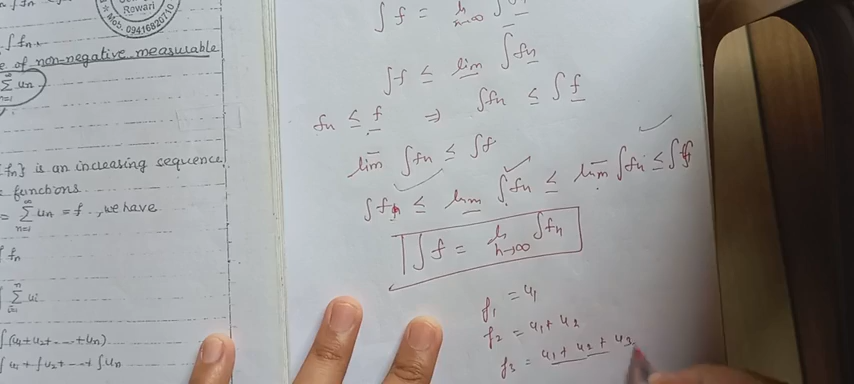 ∫fn
Rowari
Mob. 09416820710
∫fn.
e of non-negative measurable
∞
∑ un
n=1
{fn} is an increasing sequence
functions.
= ∑ un = f , we have
n=1
∫ fn
∫ ∑ ui
∫(u1+u2+ ---- +un)
∫u1+∫u2+ --- +∫un
∫f = lim n→∞ ∫
∫f ≤ lim ∫fn
fn ≤ f ⇒ ∫fn ≤ ∫f
lim ∫fn ≤ ∫f
∫f ≤ lim ∫fn ≤ lim ∫fn ≤ ∫f
∫f = lim n→∞ ∫fn
f1 = u1
f2 = u1+u2
f3 = u1+u2+u3